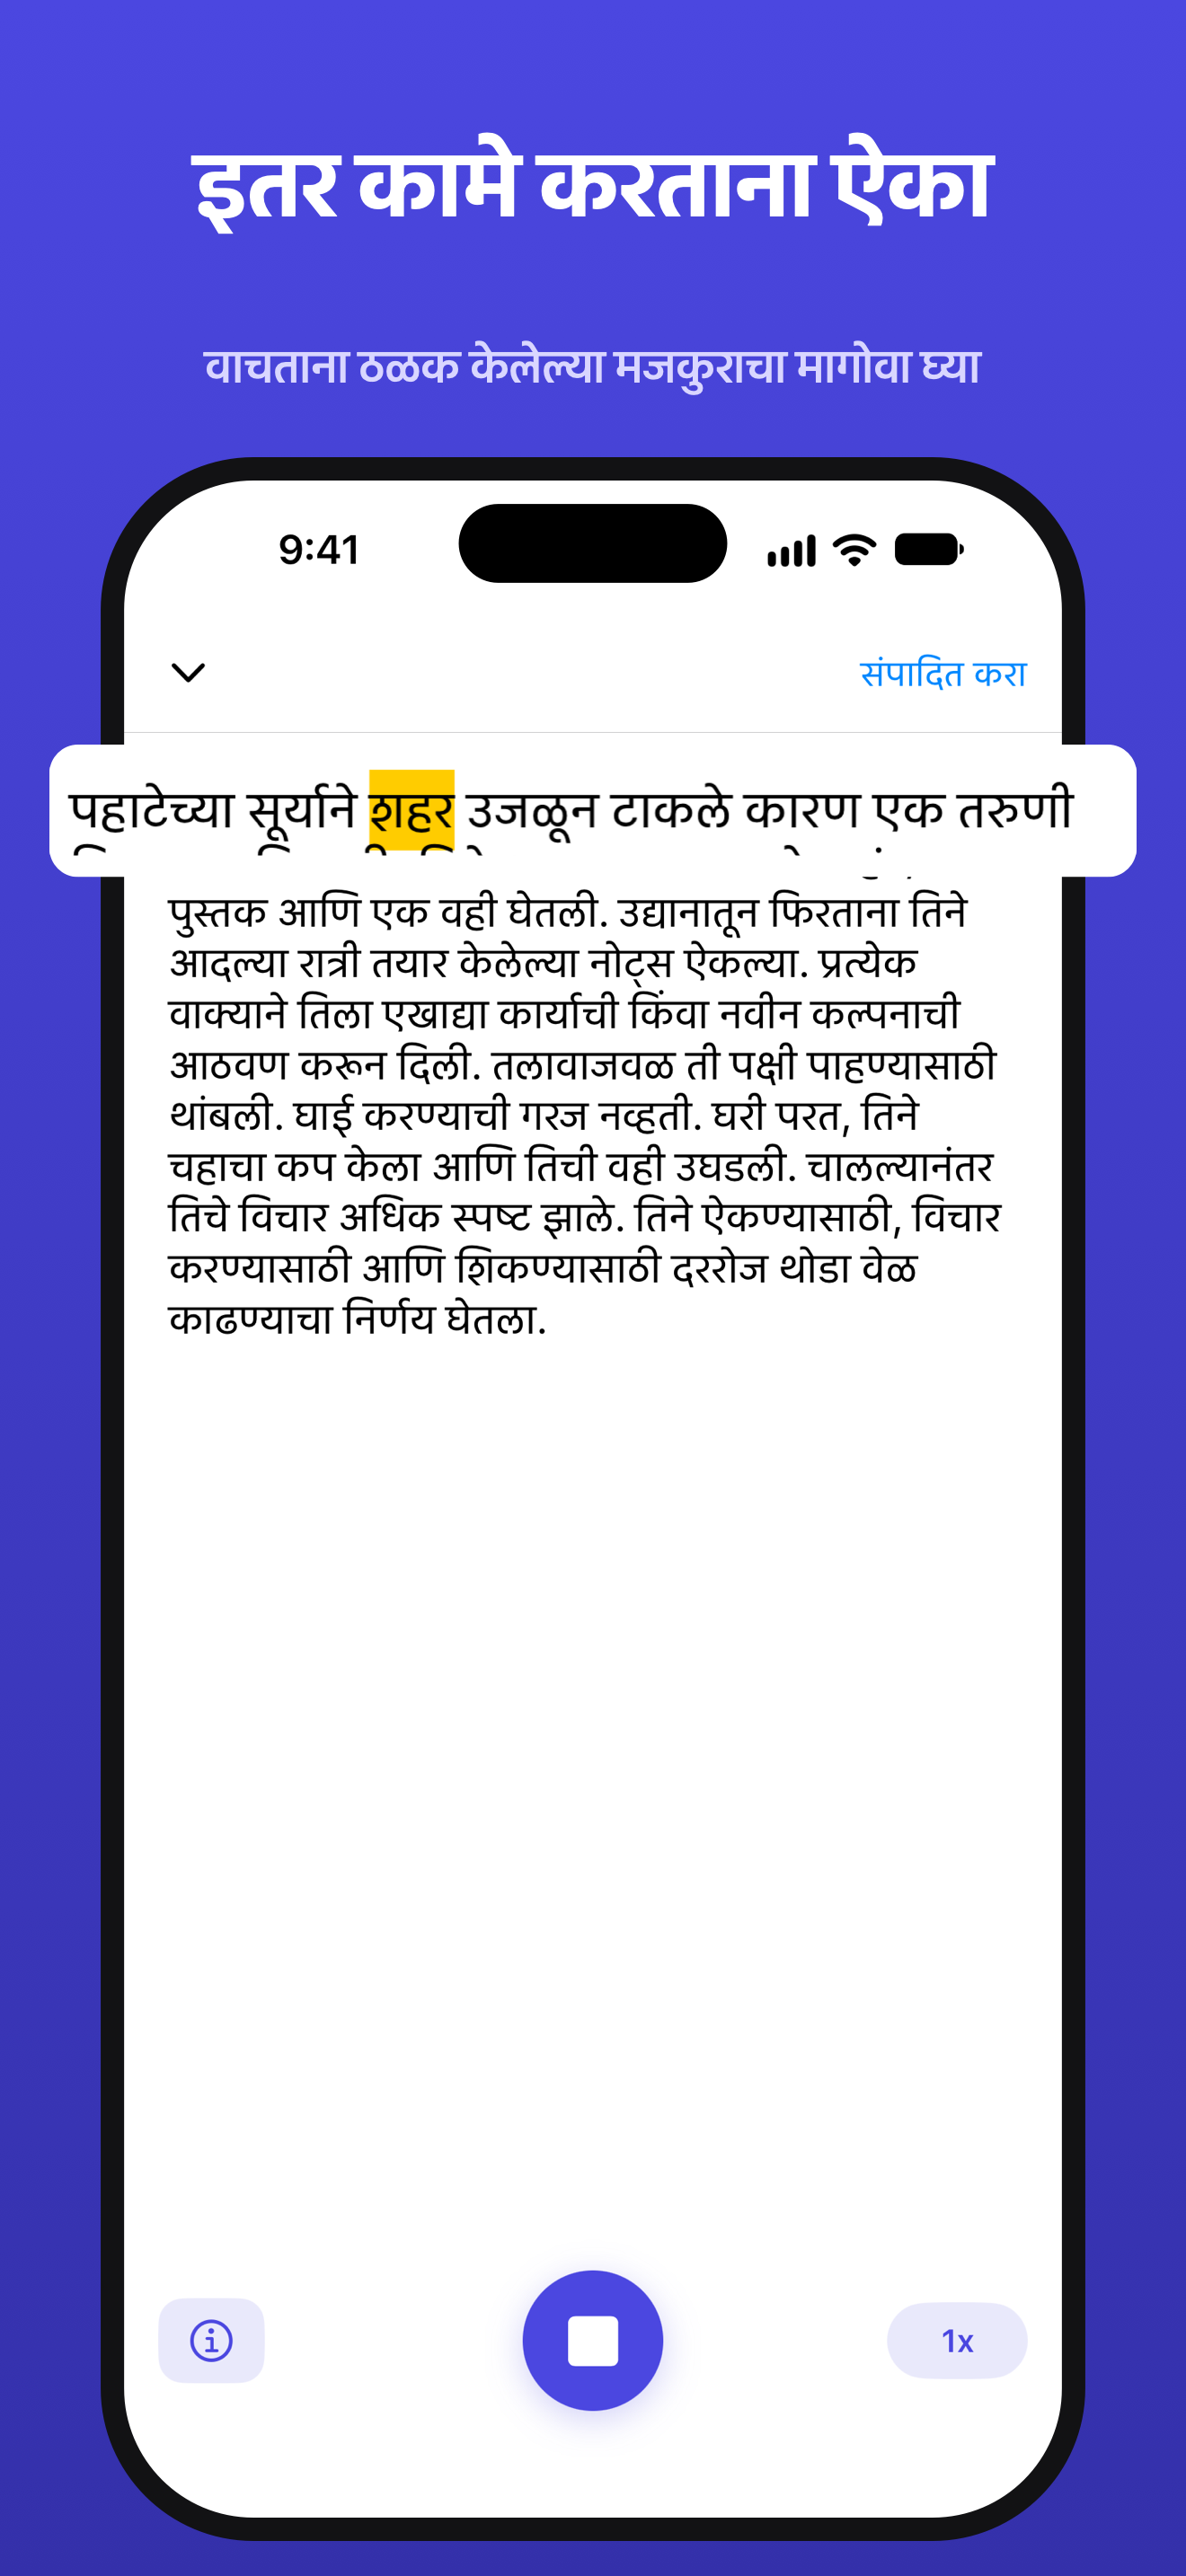 इतर कामे करताना ऐका
वाचताना ठळक केलेल्या मजकुराचा मागोवा घ्या
9:41
संपादित करा
पहाटेच्या सूर्याने शहर उजळून टाकले कारण एक तरुणी
पुस्तक आणि एक वही घेतली. उद्यानातून फिरताना तिने
आदल्या रात्री तयार केलेल्या नोट्स ऐकल्या. प्रत्येक
वाक्याने तिला एखाद्या कार्याची किंवा नवीन कल्पनाची
आठवण करून दिली. तलावाजवळ ती पक्षी पाहण्यासाठी
थांबली. घाई करण्याची गरज नव्हती. घरी परत, तिने
चहाचा कप केला आणि तिची वही उघडली. चालल्यानंतर
तिचे विचार अधिक स्पष्ट झाले. तिने ऐकण्यासाठी, विचार
करण्यासाठी आणि शिकण्यासाठी दररोज थोडा वेळ
काढण्याचा निर्णय घेतला.
1x